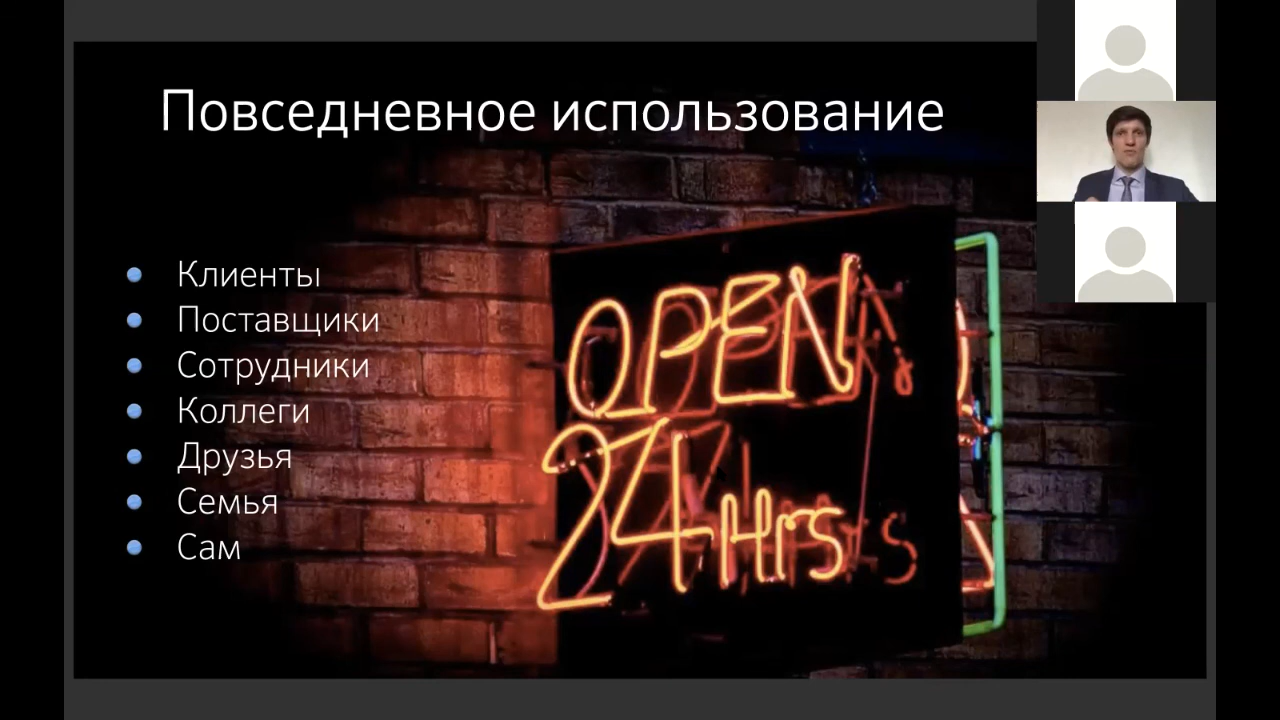 Повседневное использование
Клиенты
Поставщики
Сотрудники
Коллеги
Друзья
Семья
Сам
OPEN
24 Hrs